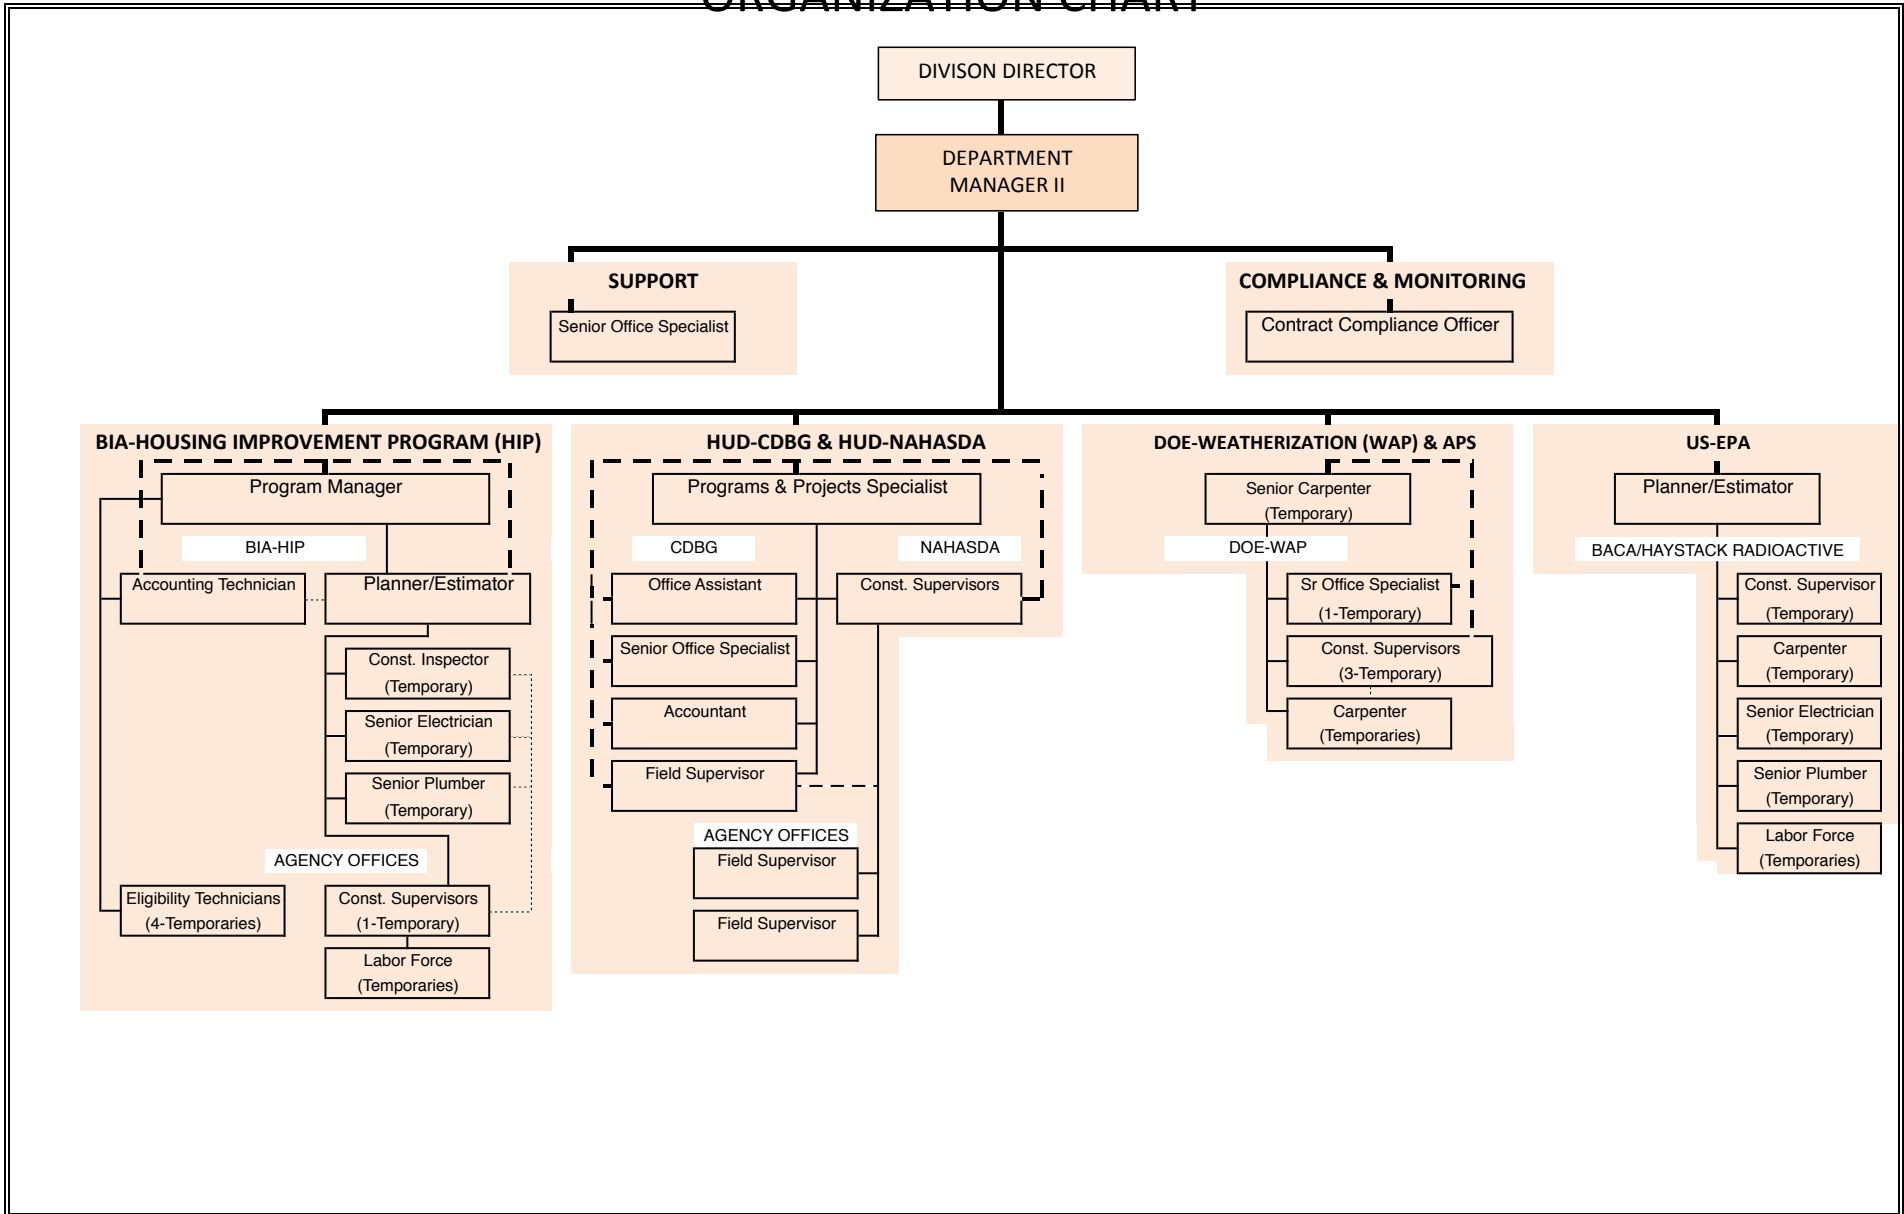 ORGANIZATION CHART
DIVISON DIRECTOR
DEPARTMENT
MANAGER II
SUPPORT
Senior Office Specialist
COMPLIANCE & MONITORING
Contract Compliance Officer
BIA-HOUSING IMPROVEMENT PROGRAM (HIP)
Program Manager
BIA-HIP
Accounting Technician
Planner/Estimator
Const. Inspector
(Temporary)
Senior Electrician
(Temporary)
Senior Plumber
(Temporary)
AGENCY OFFICES
Eligibility Technicians
(4-Temporaries)
Const. Supervisors
(1-Temporary)
Labor Force
(Temporaries)
HUD-CDBG & HUD-NAHASDA
Programs & Projects Specialist
CDBG
NAHASDA
Office Assistant
Const. Supervisors
Senior Office Specialist
Accountant
Field Supervisor
AGENCY OFFICES
Field Supervisor
Field Supervisor
DOE-WEATHERIZATION (WAP) & APS
Senior Carpenter
(Temporary)
DOE-WAP
Sr Office Specialist
(1-Temporary)
Const. Supervisors
(3-Temporary)
Carpenter
(Temporaries)
US-EPA
Planner/Estimator
BACA/HAYSTACK RADIOACTIVE
Const. Supervisor
(Temporary)
Carpenter
(Temporary)
Senior Electrician
(Temporary)
Senior Plumber
(Temporary)
Labor Force
(Temporaries)